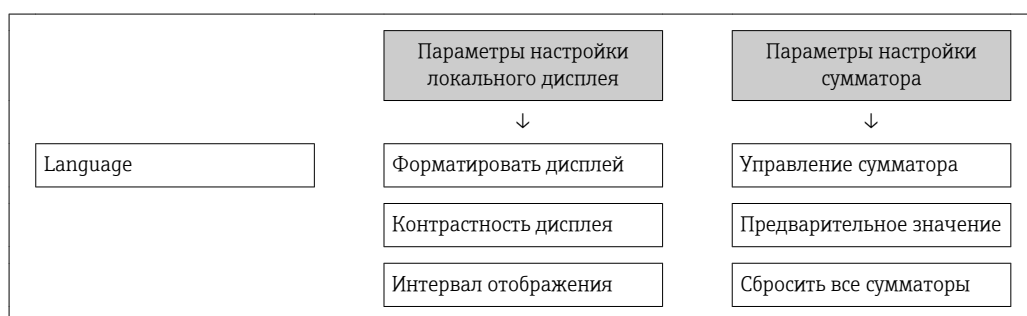 Параметры настройки
локального дисплея
Параметры настройки
сумматора
↓
↓
Language
Форматировать дисплей
Управление сумматора
Контрастность дисплея
Предварительное значение
Интервал отображения
Сбросить все сумматоры